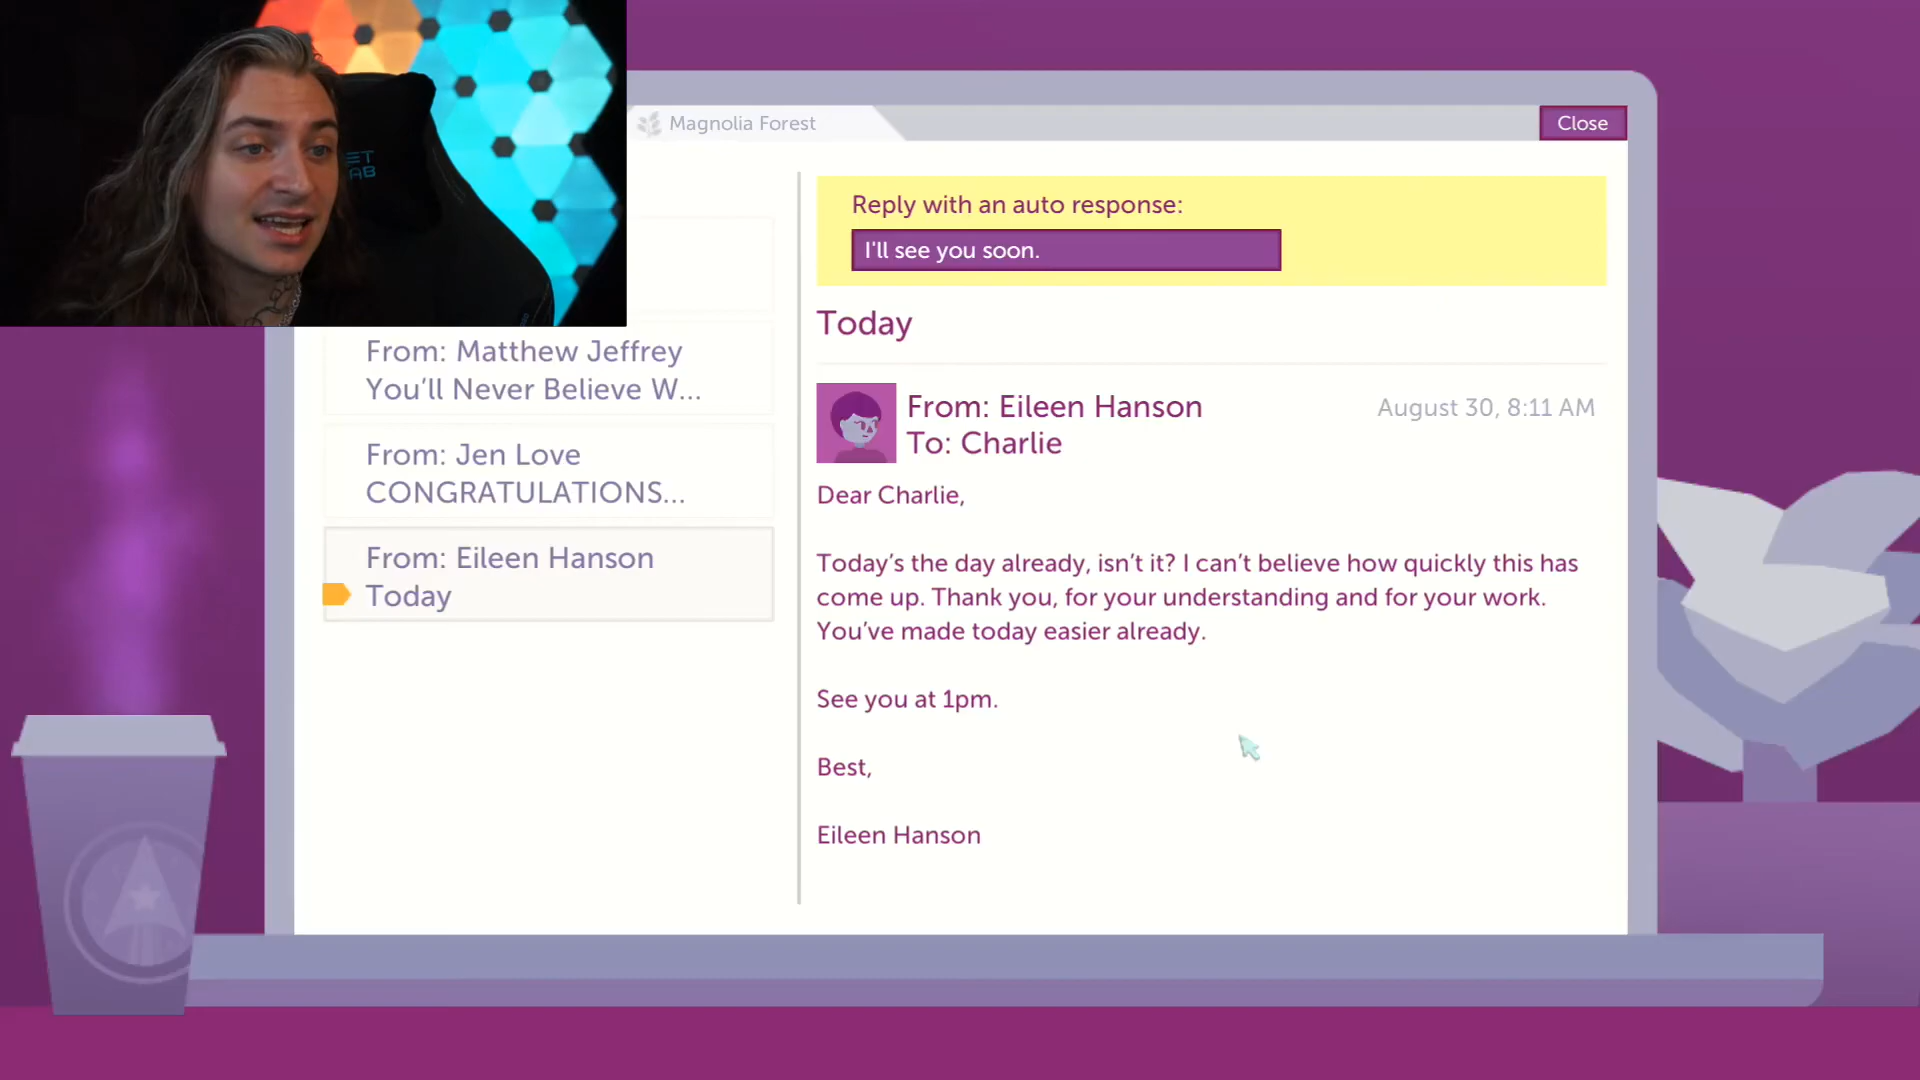 Magnolia Forest
Close
Reply with an auto response:
I'll see you soon.
Today
From: Eileen Hanson
To: Charlie
August 30, 8:11 AM
Dear Charlie,
Today’s the day already, isn’t it? I can’t believe how quickly this has
come up. Thank you, for your understanding and for your work.
You’ve made today easier already.
See you at 1pm.
Best,
Eileen Hanson
From: Matthew Jeffrey
You’ll Never Believe W...
From: Jen Love
CONGRATULATIONS...
From: Eileen Hanson
Today